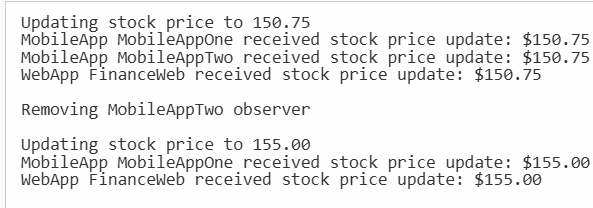 Updating stock price to 150.75
MobileApp MobileAppOne received stock price update: $150.75
MobileApp MobileAppTwo received stock price update: $150.75
WebApp FinanceWeb received stock price update: $150.75
Removing MobileAppTwo observer
Updating stock price to 155.00
MobileApp MobileAppOne received stock price update: $155.00
WebApp FinanceWeb received stock price update: $155.00